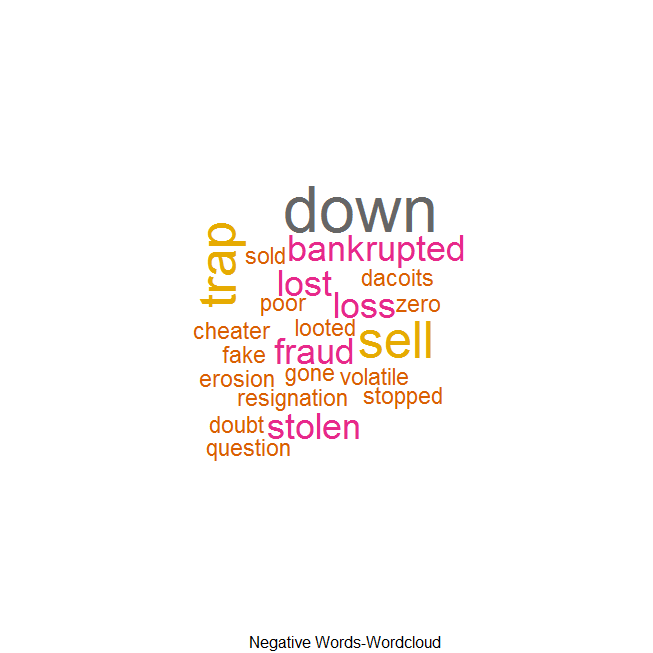 down
trap
sold
bankrupted
lost
dacoits
poor
loss
zero
cheater
looted
sell
fake
fraud
erosion
gone
volatile
resignation
stopped
doubt
stolen
question
Negative Words-Wordcloud